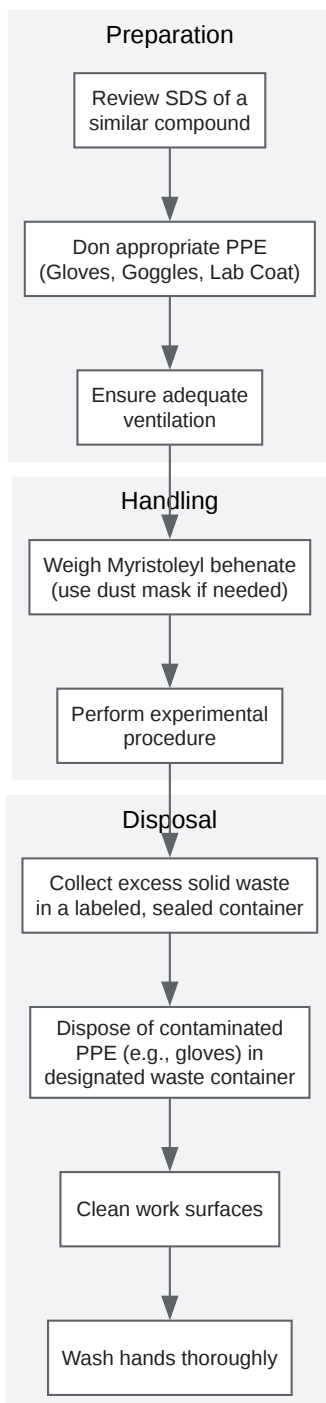 Preparation
Review SDS of a
similar compound
Don appropriate PPE
(Gloves, Goggles, Lab Coat)
Ensure adequate
ventilation
Handling
Weigh Myristoleyl behenate
(use dust mask if needed)
Perform experimental
procedure
Disposal
Collect excess solid waste
in a labeled, sealed container
Dispose of contaminated
PPE (e.g., gloves) in
designated waste container
Clean work surfaces
Wash hands thoroughly